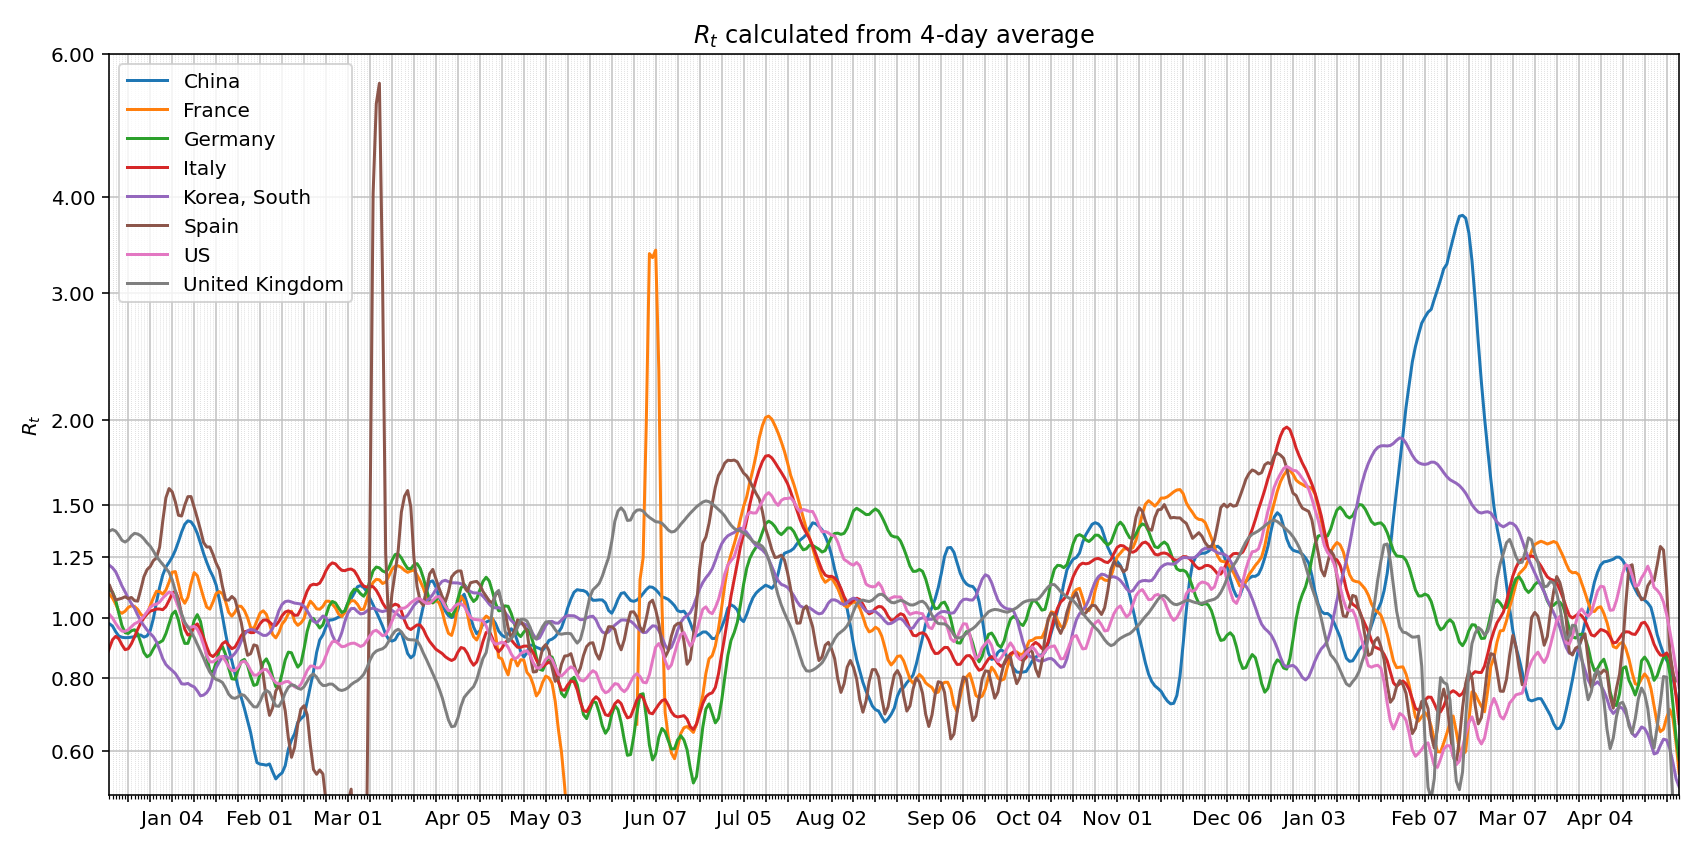 R_t calculated from 4-day average
6.00
4.00
3.00
2.00
1.50
1.25
1.00
0.80
0.60
R_t
China
France
Germany
Italy
Korea, South
Spain
US
United Kingdom
Jan 04 Feb 01 Mar 01 Apr 05 May 03 Jun 07 Jul 05 Aug 02 Sep 06 Oct 04 Nov 01 Dec 06 Jan 03 Feb 07 Mar 07 Apr 04